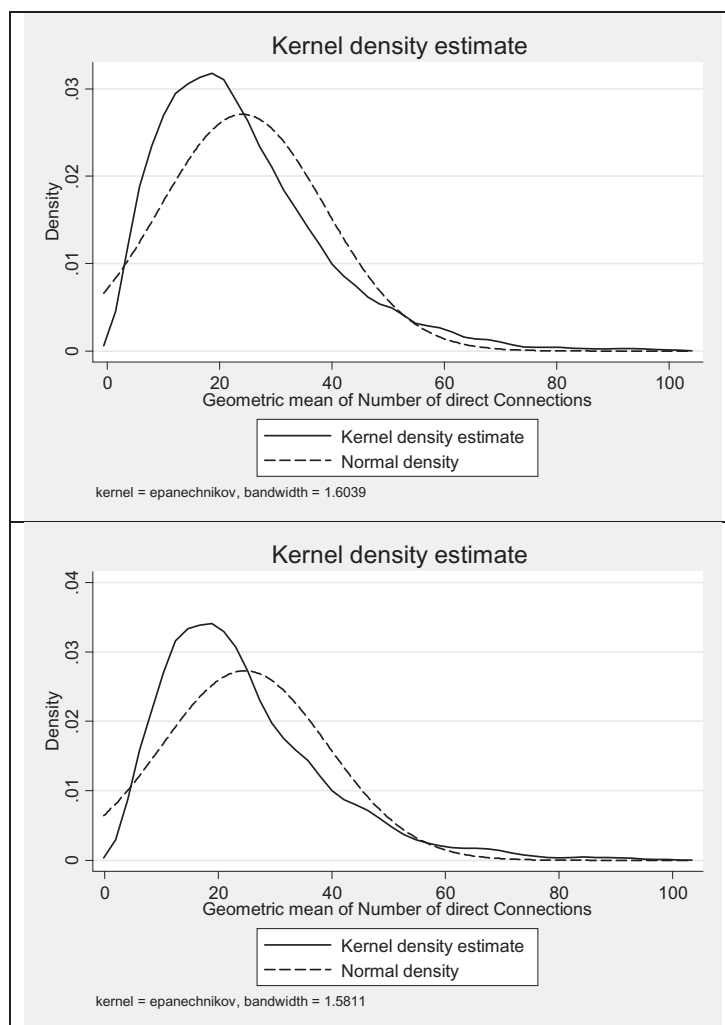 Kernel density estimate
.03
.02
.01
0
Density
0 20 40 60 80 100
Geometric mean of Number of direct Connections
Kernel density estimate
Normal density
kernel = epanechnikov, bandwidth = 1.6039
Kernel density estimate
.04
.03
.02
.01
0
Density
0 20 40 60 80 100
Geometric mean of Number of direct Connections
Kernel density estimate
Normal density
kernel = epanechnikov, bandwidth = 1.5811